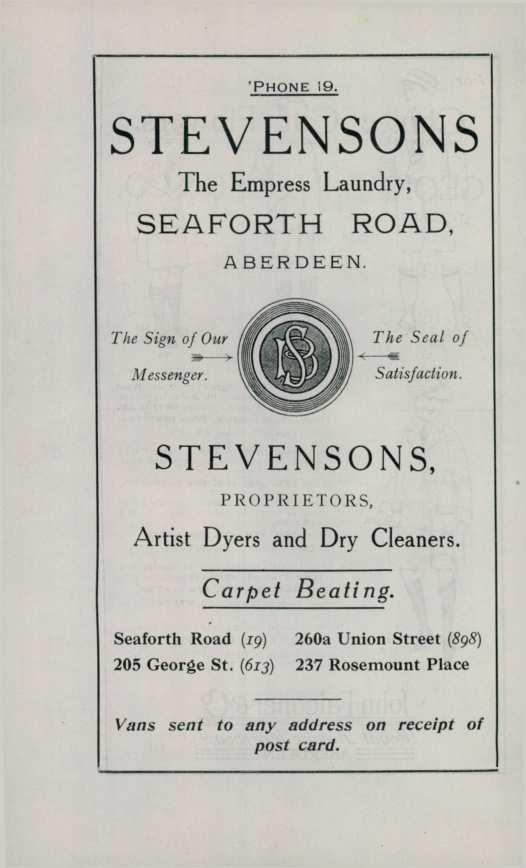 'PHONE 19.
STEVENSONS
The Empress Laundry,
SEAFORTH ROAD,
ABERDEEN.
The Sign of Our Messenger.
The Seal of Satisfaction.
STEVENSONS,
PROPRIETORS,
Artist Dyers and Dry Cleaners.
Carpet Beating.
Seaforth Road (19) 260a Union Street (898)
205 George St. (613) 237 Rosemount Place
Vans sent to any address on receipt of
post card.